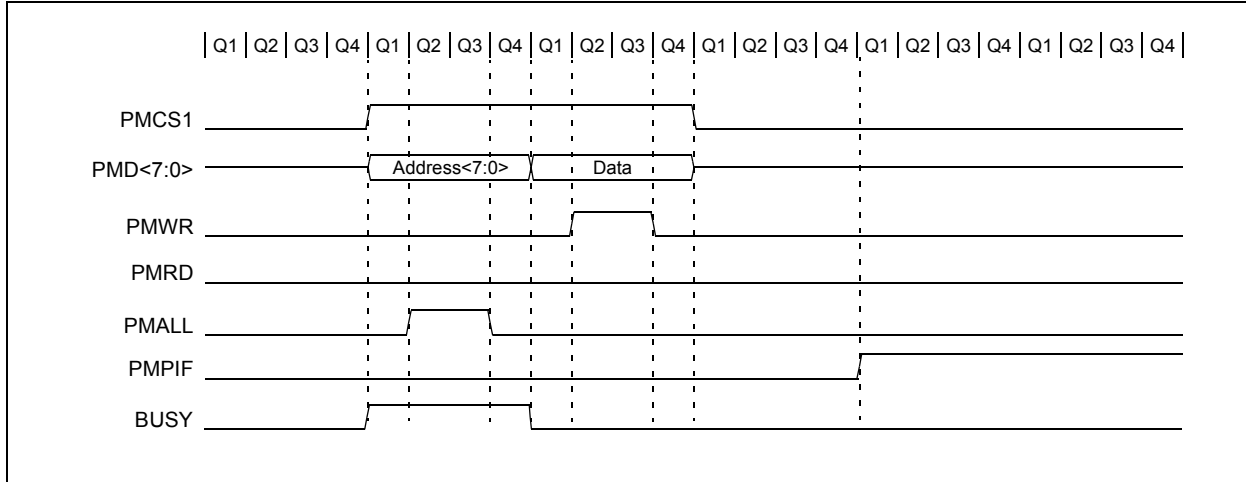 Q1 Q2 Q3 Q4 Q1 Q2 Q3 Q4 Q1 Q2 Q3 Q4 Q1 Q2 Q3 Q4 Q1 Q2 Q3 Q4 Q1 Q2 Q3 Q4
PMCS1
PMD<7:0> Address<7:0> Data
PMWR
PMRD
PMALL
PMPIF
BUSY